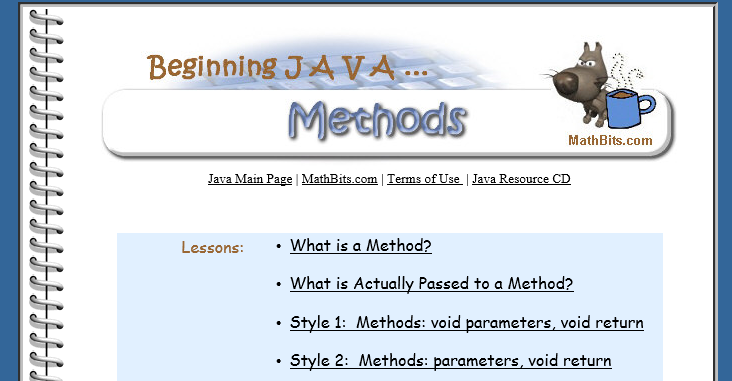 Beginning JAVA ...
Methods
MathBits.com
Java Main Page | MathBits.com | Terms of Use | Java Resource CD
Lessons: • What is a Method?
• What is Actually Passed to a Method?
• Style 1: Methods: void parameters, void return
• Style 2: Methods: parameters, void return